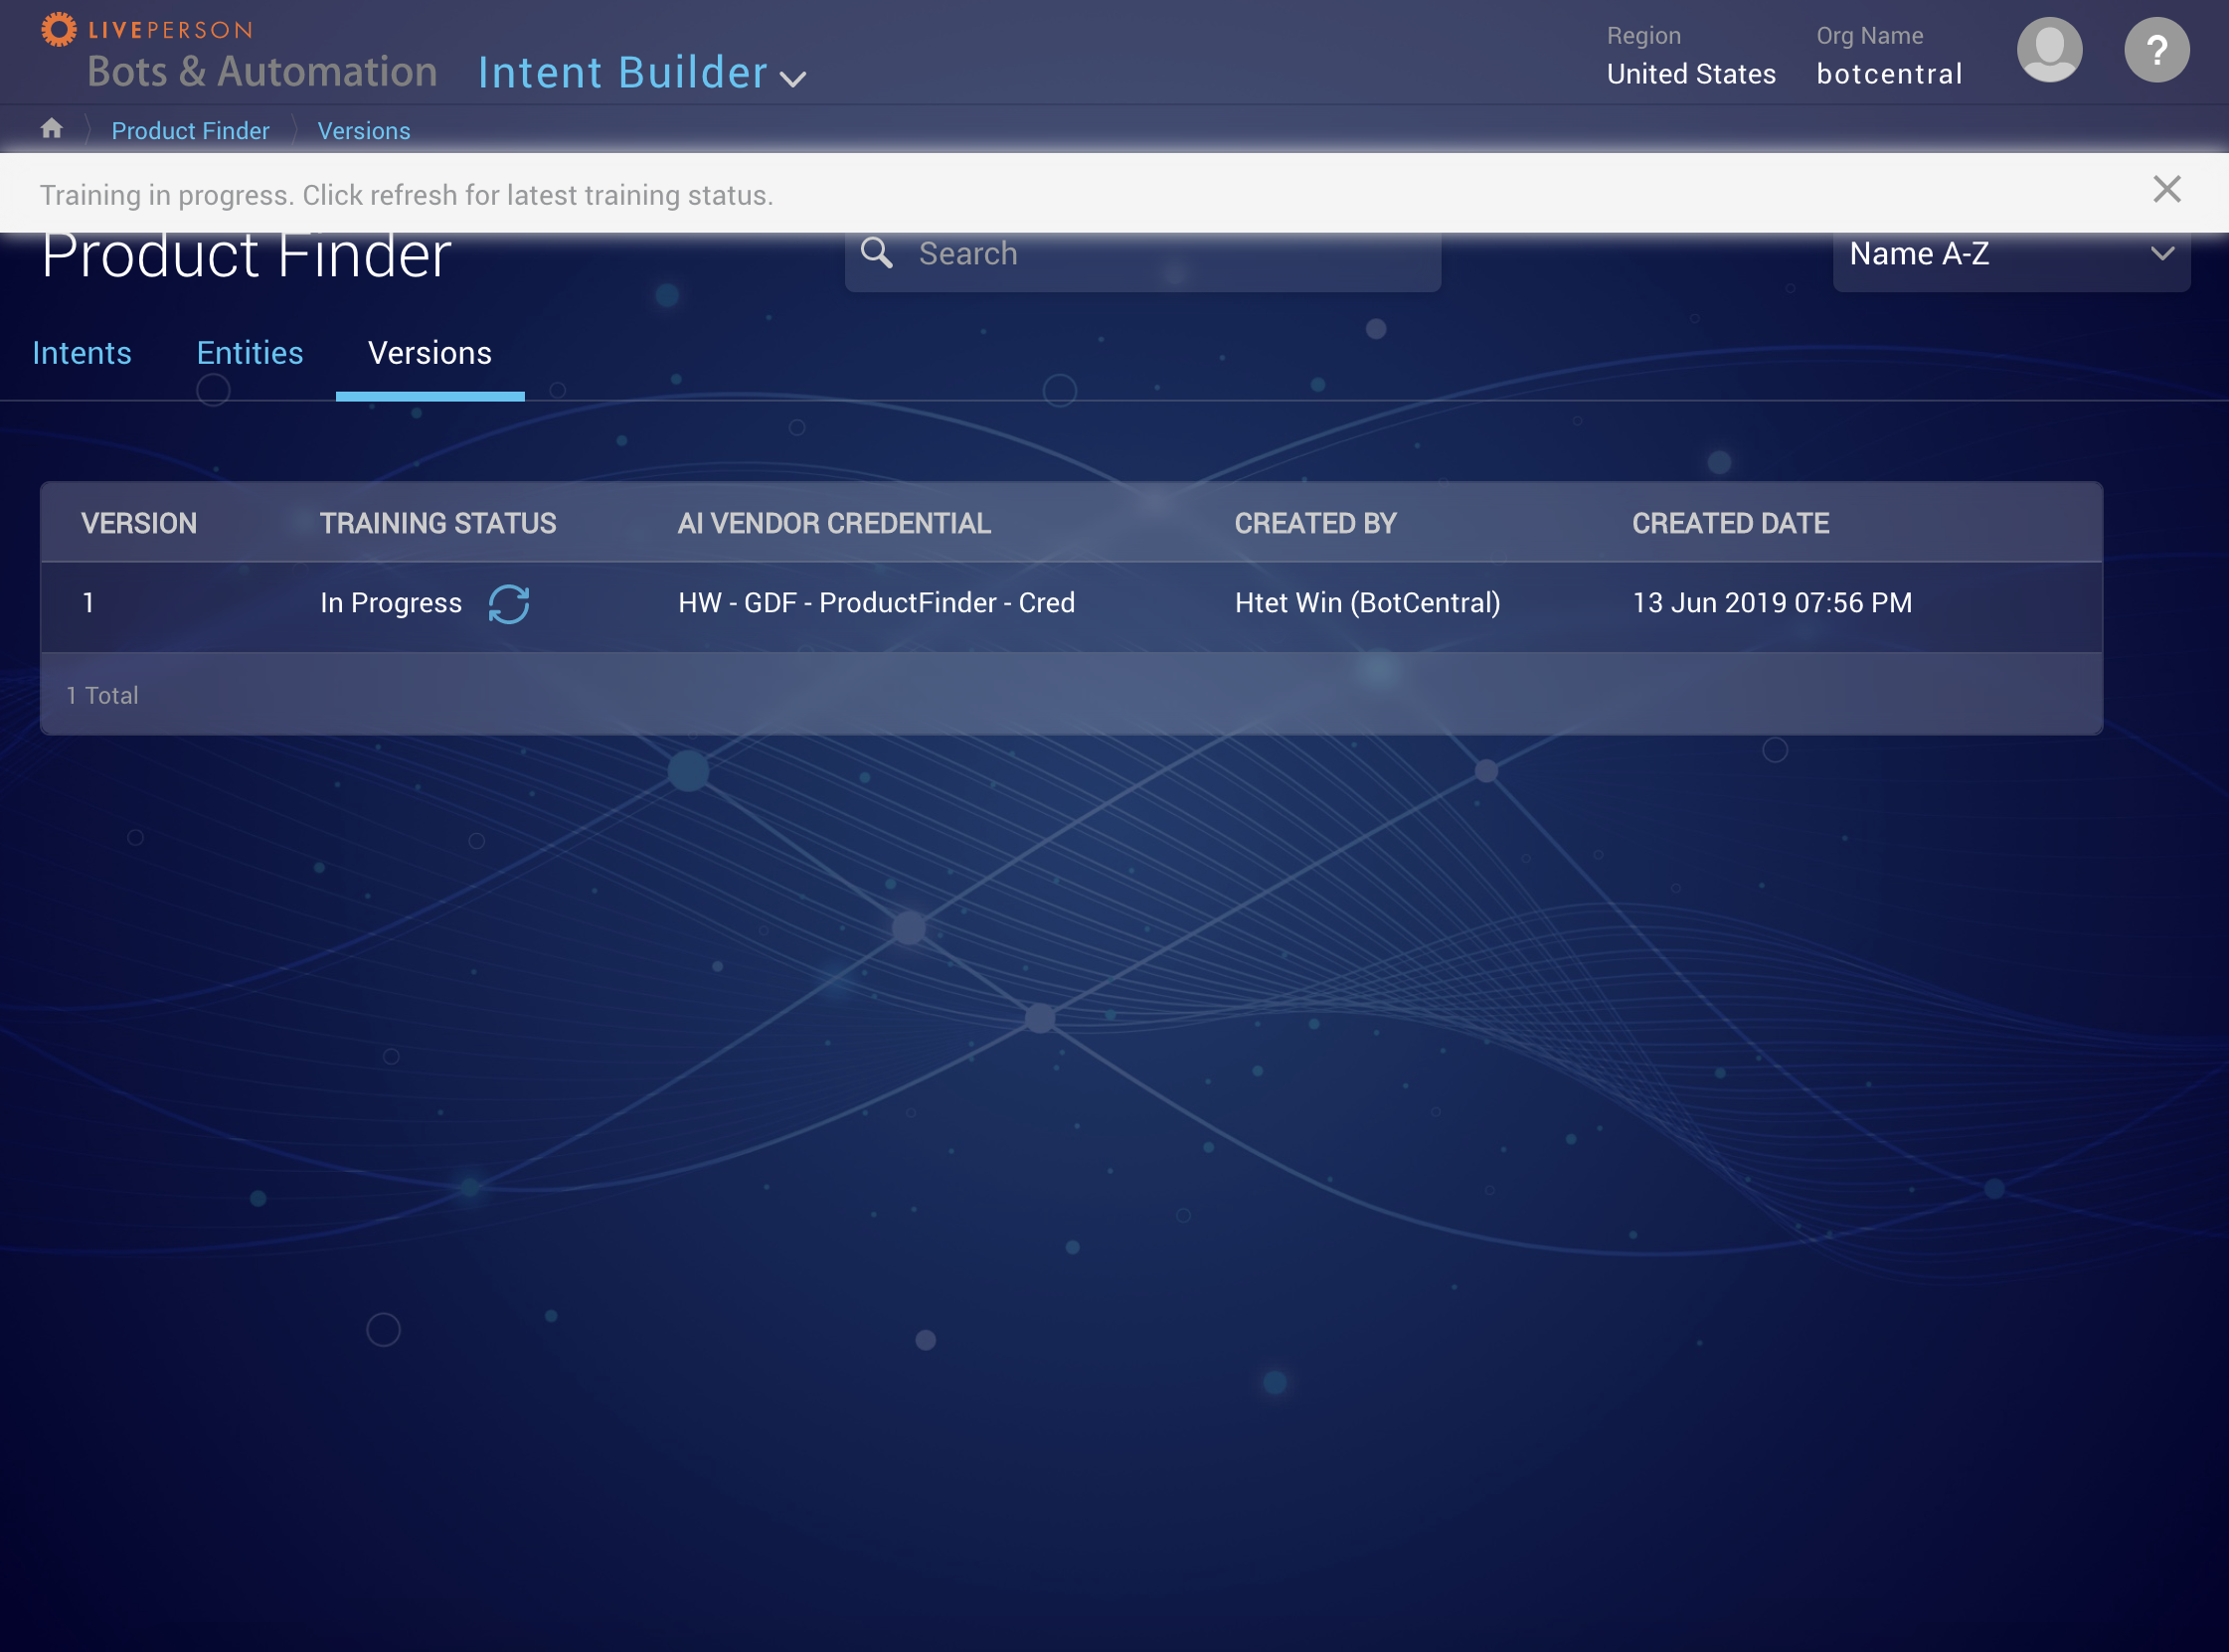 LIVEPERSON
Bots & Automation
Intent Builder
Region
United States
Org Name
botcentral
?
Product Finder
Versions
Training in progress. Click refresh for latest training status.
Product Finder
Search
Name A-Z
Intents
Entities
Versions
VERSION TRAINING STATUS AI VENDOR CREDENTIAL CREATED BY CREATED DATE
1 In Progress HW - GDF - ProductFinder - Cred Htet Win (BotCentral) 13 Jun 2019 07:56 PM
1 Total